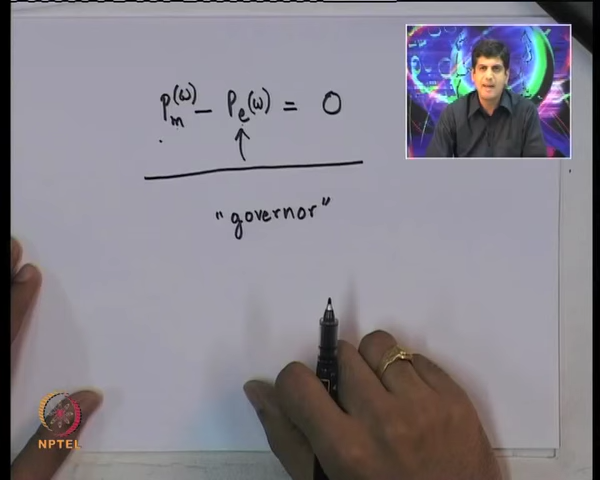 Pm(ω) - Pe(ω) = 0
"governor"
NPTEL